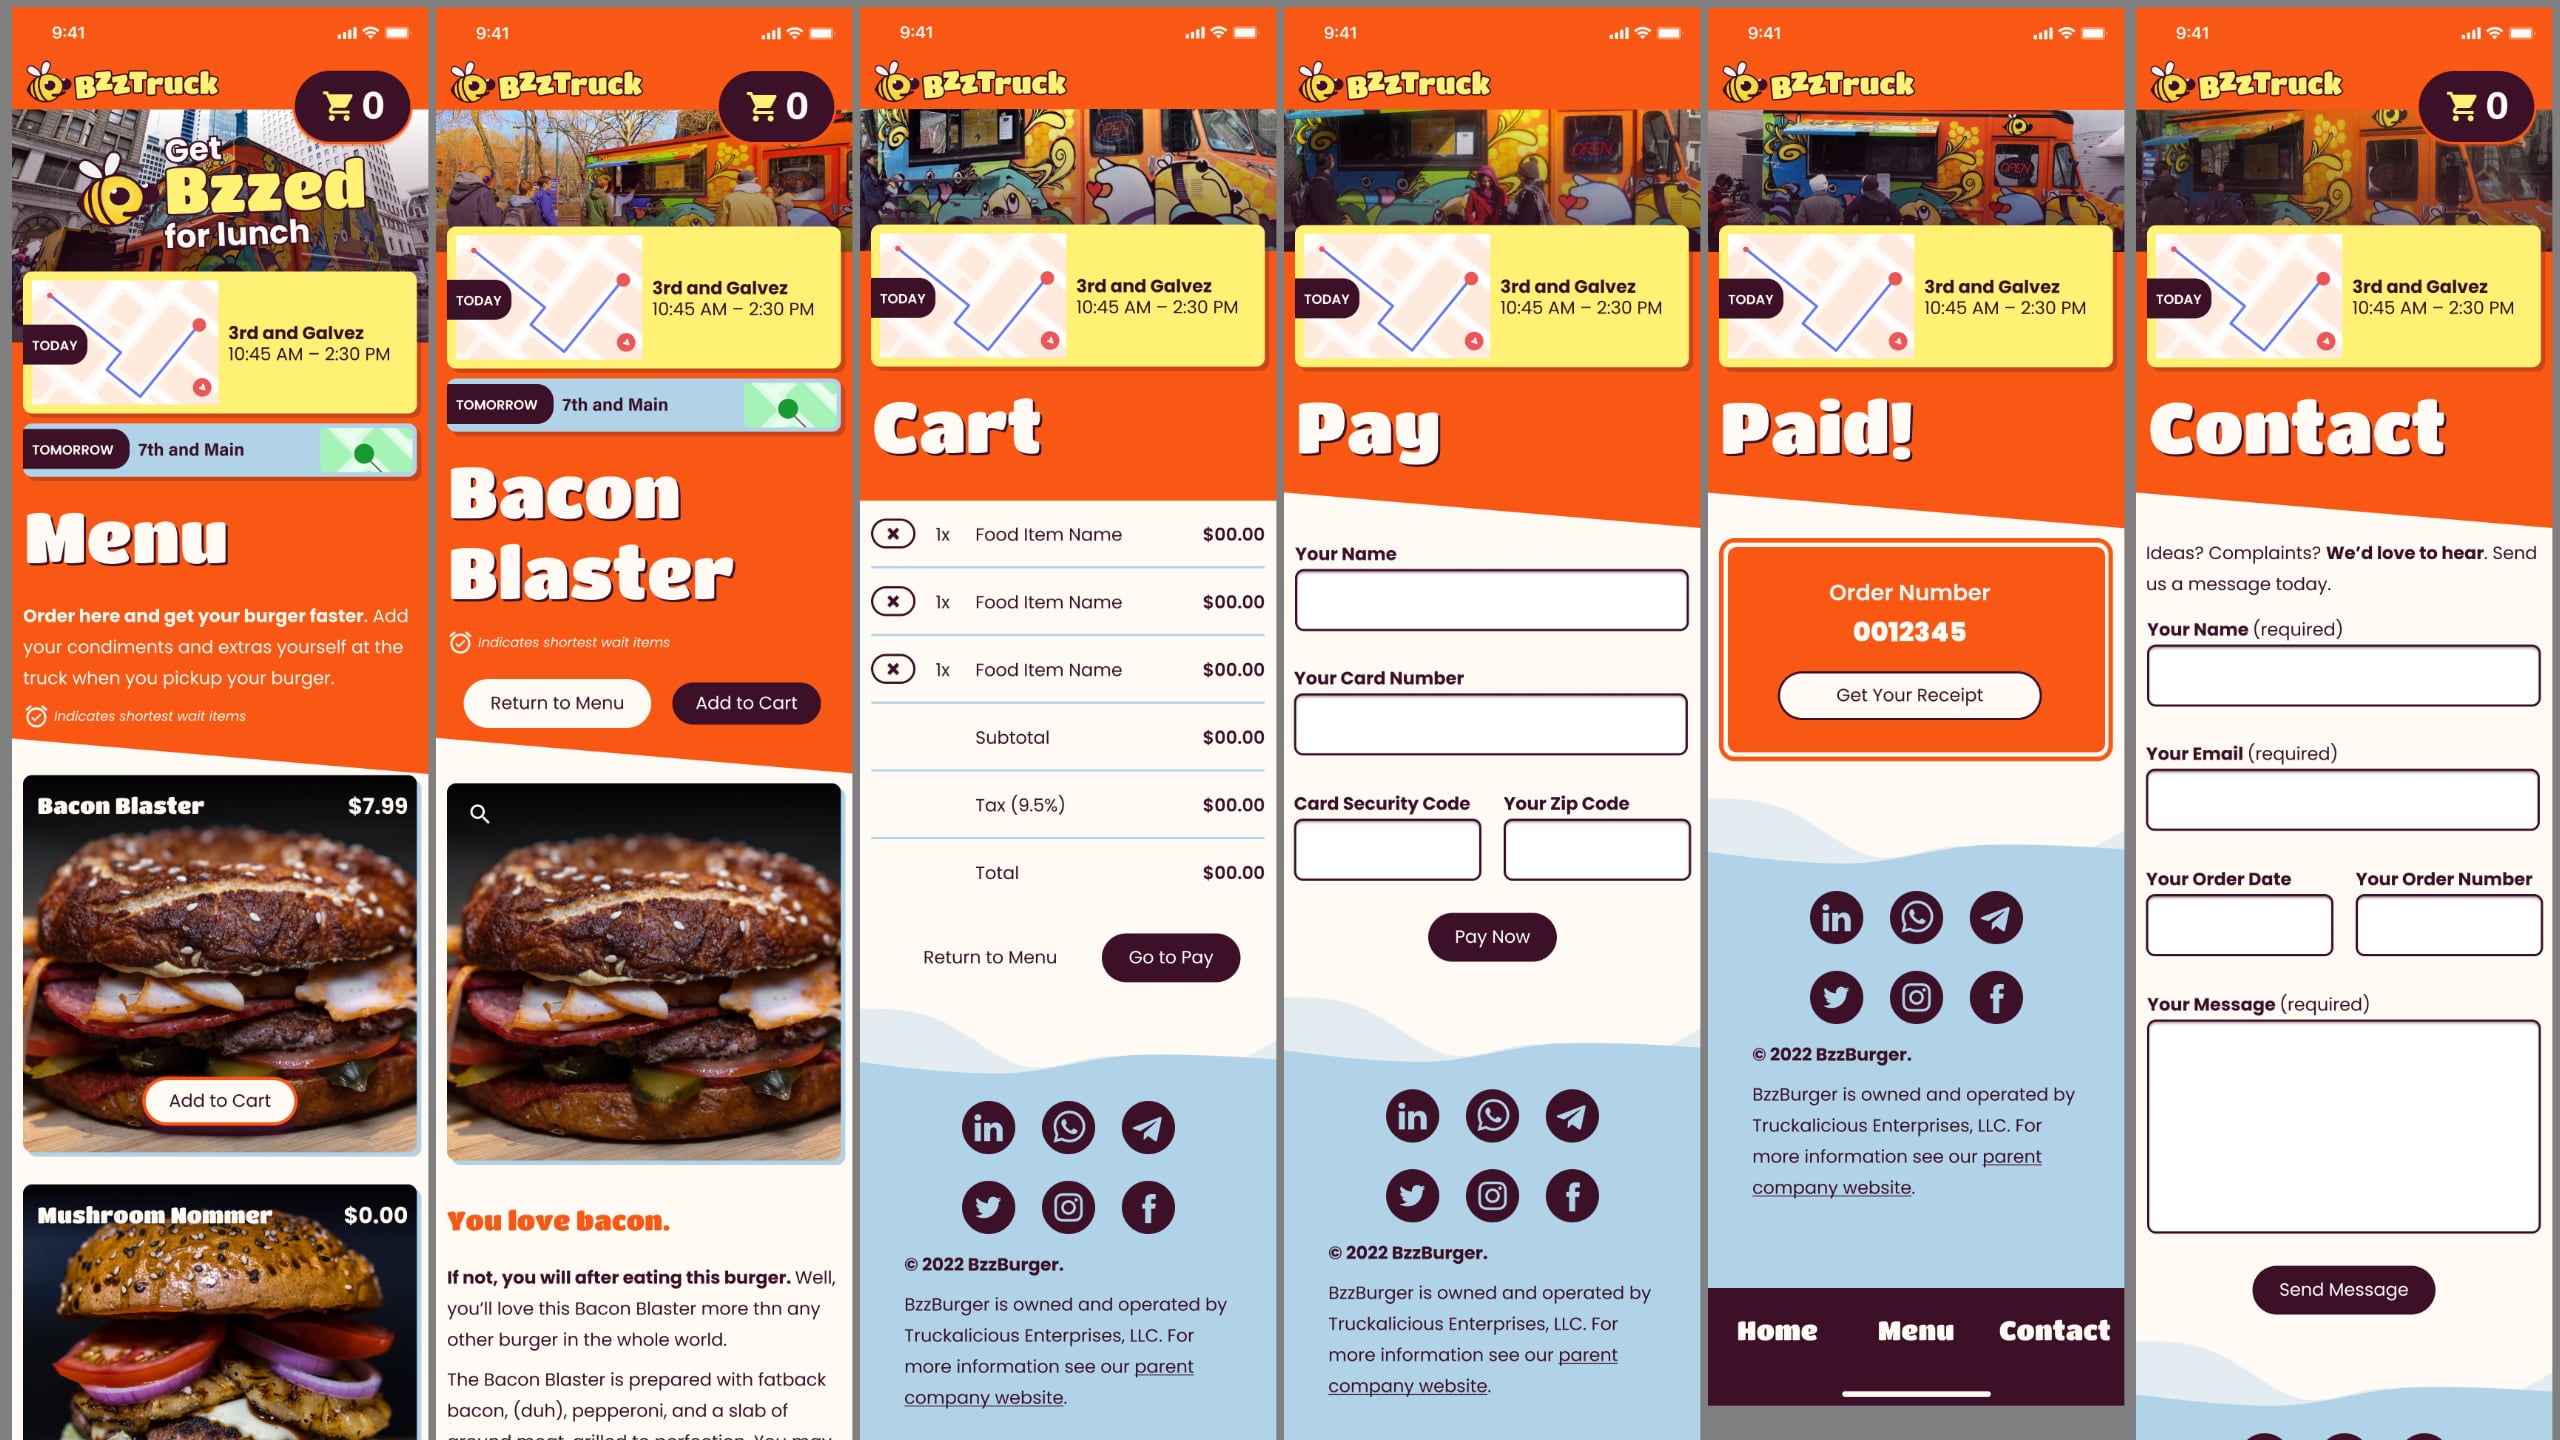 9:41
BzzTruck
0
Get
Bzzed
for lunch
TODAY
3rd and Galvez
10:45 AM – 2:30 PM
TOMORROW
7th and Main
Menu
Order here and get your burger faster. Add
your condiments and extras yourself at the
truck when you pickup your burger.
Indicates shortest wait items
Bacon Blaster
$7.99
Add to Cart
Mushroom Nommer
$0.00
9:41
BzzTruck
0
TODAY
3rd and Galvez
10:45 AM – 2:30 PM
TOMORROW
7th and Main
Bacon
Blaster
Indicates shortest wait items
Return to Menu
Add to Cart
You love bacon.
If not, you will after eating this burger. Well,
you'll love this Bacon Blaster more thn any
other burger in the whole world.
The Bacon Blaster is prepared with fatback
bacon, (duh), pepperoni, and a slab of
ground meat, grilled to perfection. You may
9:41
BzzTruck
OPEN
TODAY
3rd and Galvez
10:45 AM – 2:30 PM
Cart
1x Food Item Name $00.00
1x Food Item Name $00.00
1x Food Item Name $00.00
Subtotal $00.00
Tax (9.5%) $00.00
Total $00.00
Return to Menu
Go to Pay
in
f
© 2022 BzzBurger.
BzzBurger is owned and operated by
Truckalicious Enterprises, LLC. For
more information see our parent
company website.
9:41
BzzTruck
OPEN
TODAY
3rd and Galvez
10:45 AM – 2:30 PM
Pay
Your Name
Your Card Number
Card Security Code
Your Zip Code
Pay Now
in
f
© 2022 BzzBurger.
BzzBurger is owned and operated by
Truckalicious Enterprises, LLC. For
more information see our parent
company website.
9:41
BzzTruck
OPEN
TODAY
3rd and Galvez
10:45 AM – 2:30 PM
Paid!
Order Number
0012345
Get Your Receipt
in
f
© 2022 BzzBurger.
BzzBurger is owned and operated by
Truckalicious Enterprises, LLC. For
more information see our parent
company website.
Home
Menu
Contact
9:41
BzzTruck
0
OPEN
TODAY
3rd and Galvez
10:45 AM – 2:30 PM
Contact
Ideas? Complaints? We'd love to hear. Send
us a message today.
Your Name (required)
Your Email (required)
Your Order Date
Your Order Number
Your Message (required)
Send Message